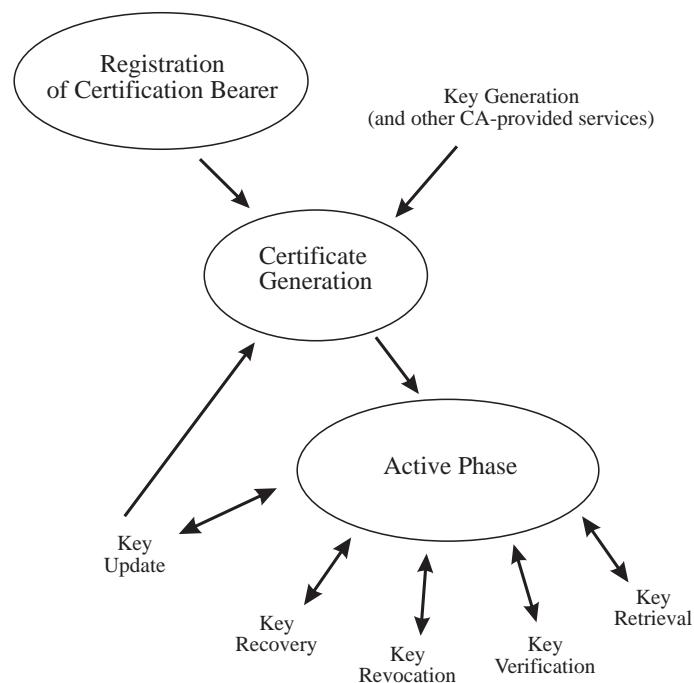 Registration
of Certification Bearer
Key Generation
(and other CA-provided services)
Certificate
Generation
Active Phase
Key
Update
Key
Recovery
Key
Revocation
Key
Verification
Key
Retrieval